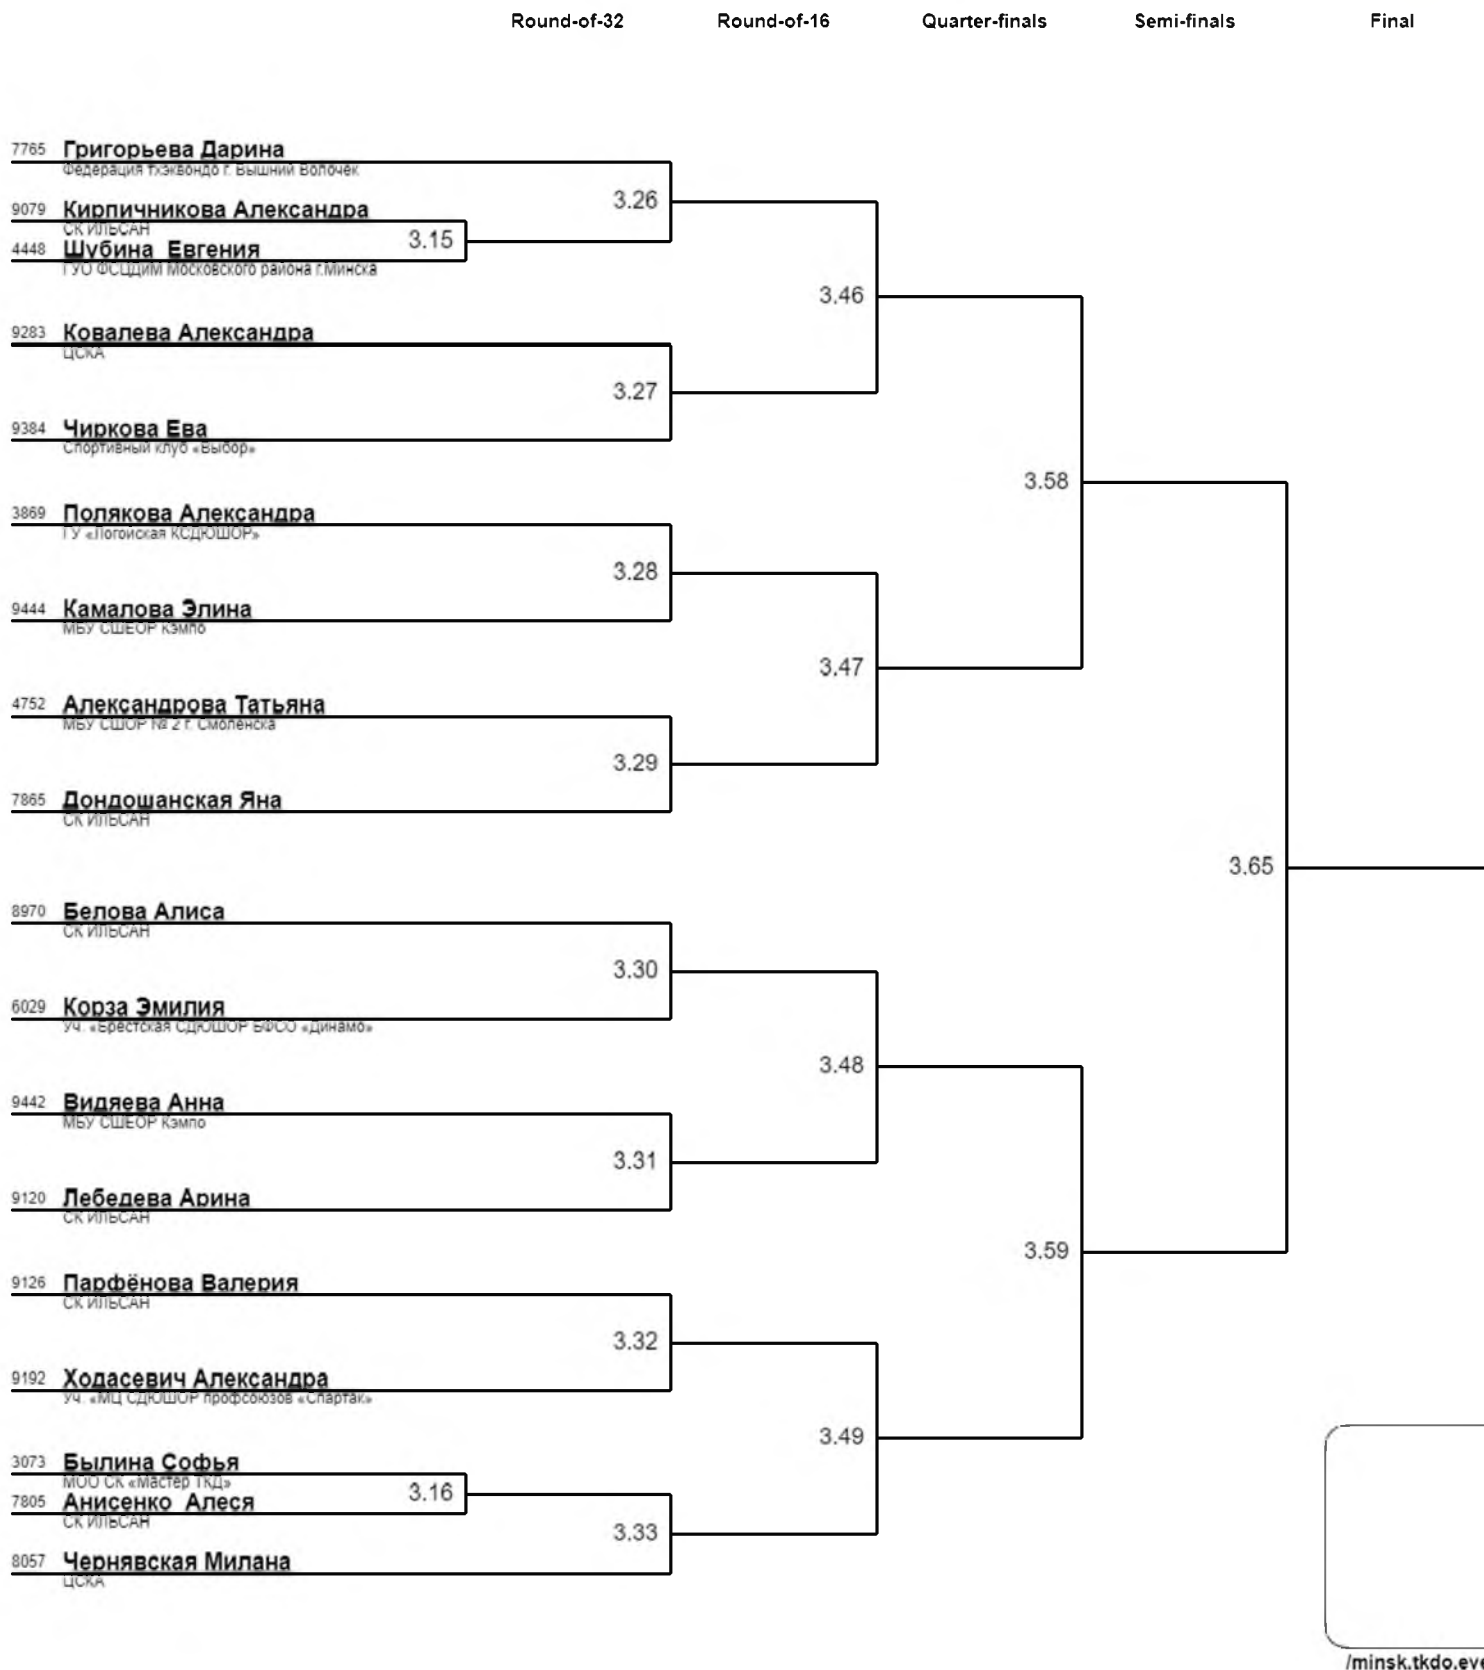 Round-of-32 Round-of-16 Quarter-finals Semi-finals Final
7765 Григорьева Дарина
Федерация тхэквондо г. Вышний Волочек
3.26
9079 Кирпичникова Александра
СК ИЛЬСАН
3.15
4448 Шубина Евгения
ГУО ФСЦДиМ Московского района г.Минска
3.46
9283 Ковалева Александра
ЦСКА
3.27
9384 Чиркова Ева
Спортивный клуб «Выбор»
3.58
3869 Полякова Александра
ГУ «Логойская КСДЮШОР»
3.28
9444 Камалова Элина
МБУ СШЕОР Кэмпо
3.47
4752 Александрова Татьяна
МБУ СШОР № 2 г. Смоленска
3.29
7865 Дондошанская Яна
СК ИЛЬСАН
3.65
8970 Белова Алиса
СК ИЛЬСАН
3.30
6029 Корза Эмилия
Уч. «Брестская СДЮШОР БФСО «Динамо»
3.48
9442 Видяева Анна
МБУ СШЕОР Кэмпо
3.31
9120 Лебедева Арина
СК ИЛЬСАН
3.59
9126 Парфёнова Валерия
СК ИЛЬСАН
3.32
9192 Ходасевич Александра
Уч. «МЦ СДЮШОР профсоюзов «Спартак»
3.49
3073 Былина Софья
МОО СК «Мастер ТКД»
3.16
7805 Анисенко Алеся
СК ИЛЬСАН
3.33
8057 Чернявская Милана
ЦСКА
/minsk.tkdo.eve